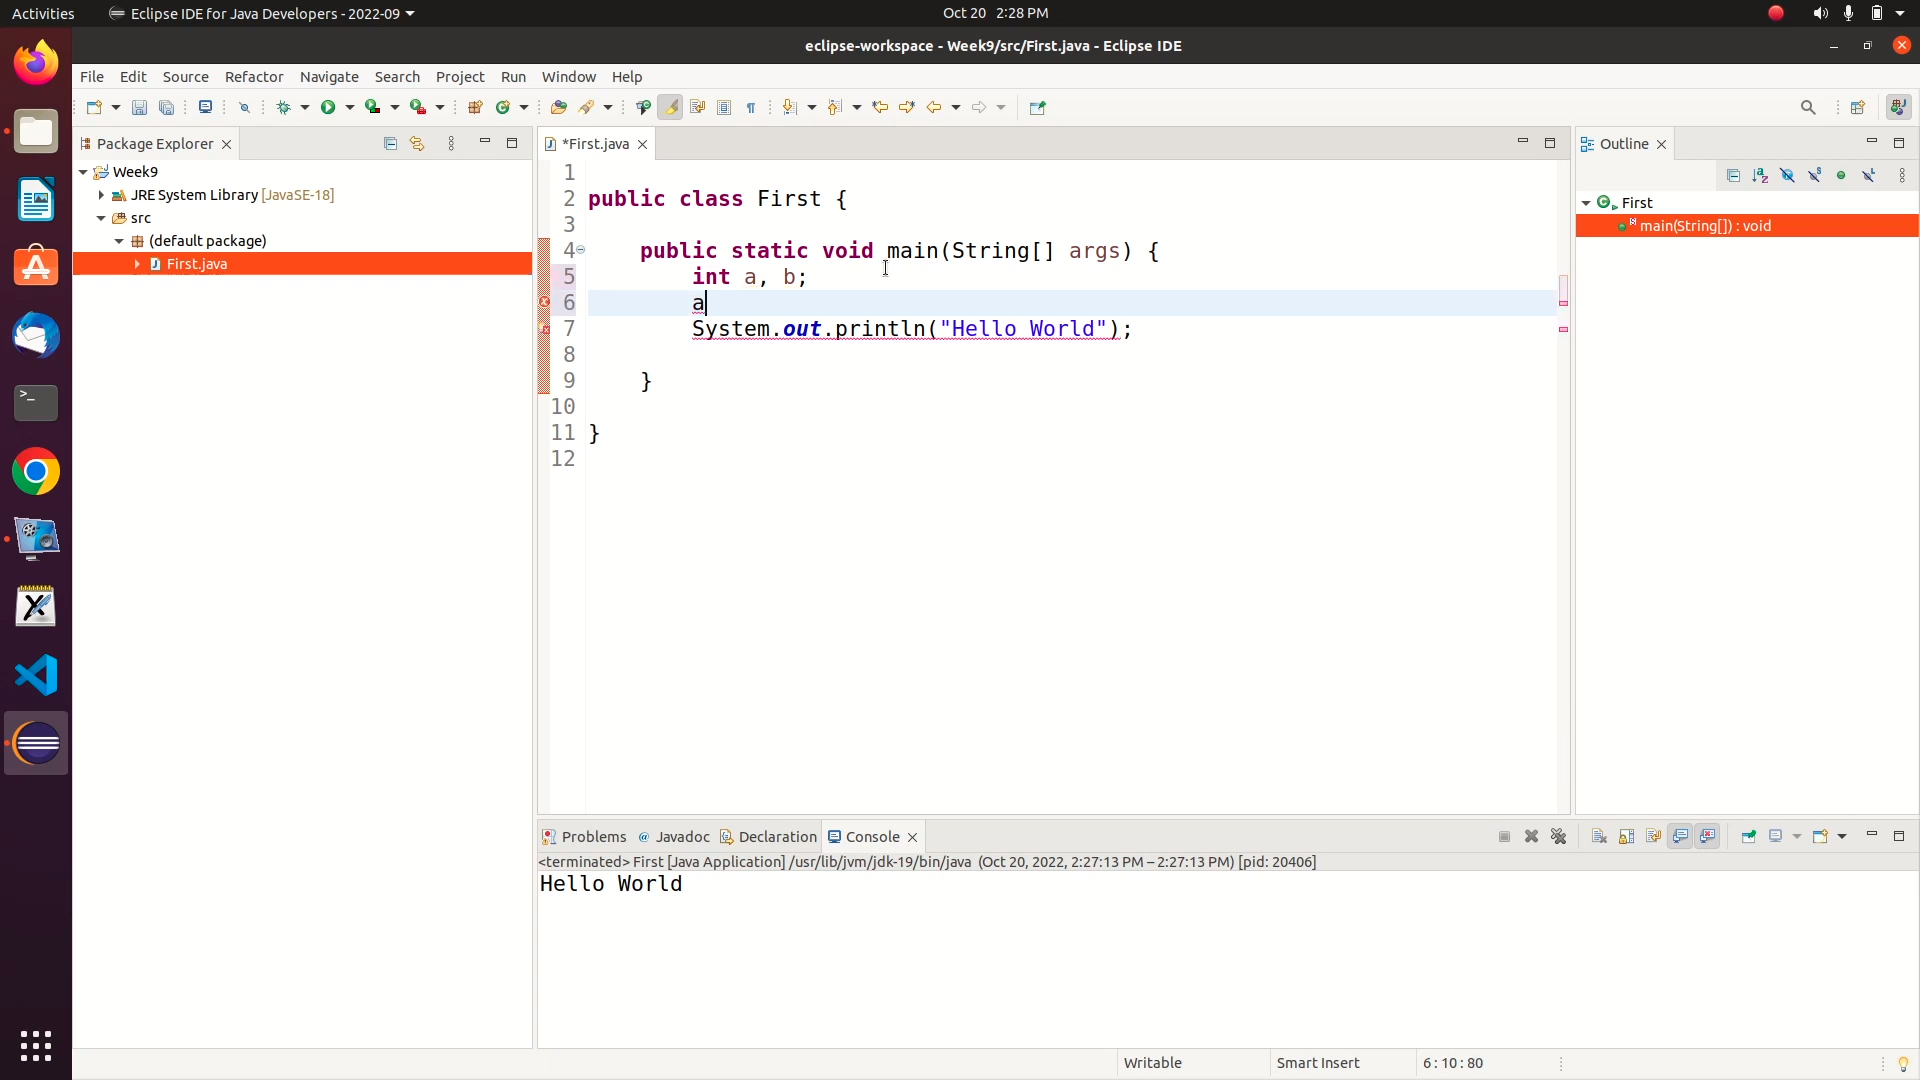 Activities Eclipse IDE for Java Developers - 2022-09 Oct 20 2:28 PM
eclipse-workspace - Week9/src/First.java - Eclipse IDE
File Edit Source Refactor Navigate Search Project Run Window Help
Package Explorer
*First.java
Outline
Week9
JRE System Library [JavaSE-18]
src
(default package)
First.java
1
2 public class First {
3
4 public static void main(String[] args) {
5 int a, b;
6 a
7 System.out.println("Hello World");
8
9 }
10
11 }
12
First
main(String[]) : void
Problems Javadoc Declaration Console
<terminated> First [Java Application] /usr/lib/jvm/jdk-19/bin/java (Oct 20, 2022, 2:27:13 PM – 2:27:13 PM) [pid: 20406]
Hello World
Writable Smart Insert 6 : 10 : 80